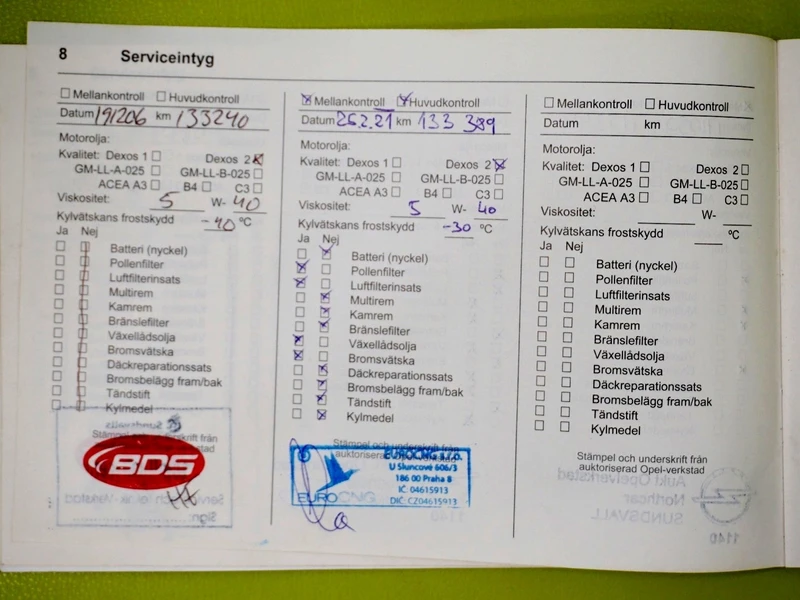 8 Serviceintyg
☐ Mellankontroll ☐ Huvudkontroll
Datum 191206 km 133240
Motorolja:
Kvalitet: Dexos 1 ☐ Dexos 2 ☒
GM-LL-A-025 ☐ GM-LL-B-025 ☐
ACEA A3 ☐ B4 ☐ C3 ☐
Viskositet: 5 W- 40
Kylvätskans frostskydd -40 °C
Ja Nej
Batteri (nyckel)
Pollenfilter
Luftfilterinsats
Multirem
Kamrem
Bränslefilter
Växellådsolja
Bromsvätska
Däckreparationssats
Bromsbelägg fram/bak
Tändstift
Kylmedel
BDS
☒ Mellankontroll ☒ Huvudkontroll
Datum 26.2.21 km 133 389
Motorolja:
Kvalitet: Dexos 1 ☐ Dexos 2 ☒
GM-LL-A-025 ☐ GM-LL-B-025 ☐
ACEA A3 ☐ B4 ☐ C3 ☐
Viskositet: 5 W- 40
Kylvätskans frostskydd -30 °C
Ja Nej
Batteri (nyckel)
Pollenfilter
Luftfilterinsats
Multirem
Kamrem
Bränslefilter
Växellådsolja
Bromsvätska
Däckreparationssats
Bromsbelägg fram/bak
Tändstift
Kylmedel
Stämpel och underskrift från
auktoriserad Opel-verkstad
EUROCNG s.r.o.
U Sluncové 606/3
186 00 Praha 8
IČ: 04615913
DIČ: CZ04615913
EUROCNG
☐ Mellankontroll ☐ Huvudkontroll
Datum km
Motorolja:
Kvalitet: Dexos 1 ☐ Dexos 2 ☐
GM-LL-A-025 ☐ GM-LL-B-025 ☐
ACEA A3 ☐ B4 ☐ C3 ☐
Viskositet: W-
Kylvätskans frostskydd °C
Ja Nej
Batteri (nyckel)
Pollenfilter
Luftfilterinsats
Multirem
Kamrem
Bränslefilter
Växellådsolja
Bromsvätska
Däckreparationssats
Bromsbelägg fram/bak
Tändstift
Kylmedel
Stämpel och underskrift från
auktoriserad Opel-verkstad